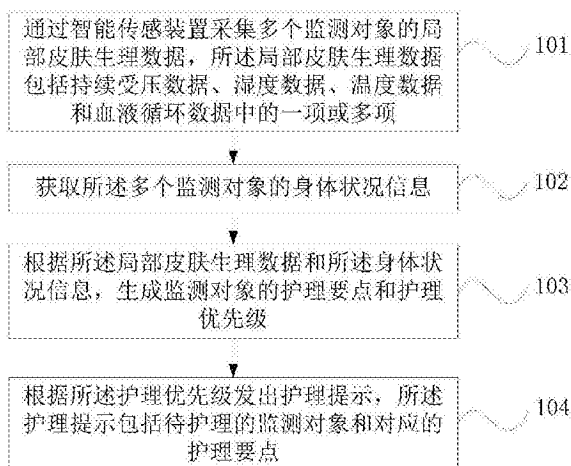 通过智能传感装置采集多个监测对象的局
部皮肤生理数据，所述局部皮肤生理数据
包括持续受压数据、湿度数据、温度数据
和血液循环数据中的一项或多项
101
获取所述多个监测对象的身体状况信息
102
根据所述局部皮肤生理数据和所述身体状
况信息，生成监测对象的护理要点和护理
优先级
103
根据所述护理优先级发出护理提示，所述
护理提示包括待护理的监测对象和对应的
护理要点
104